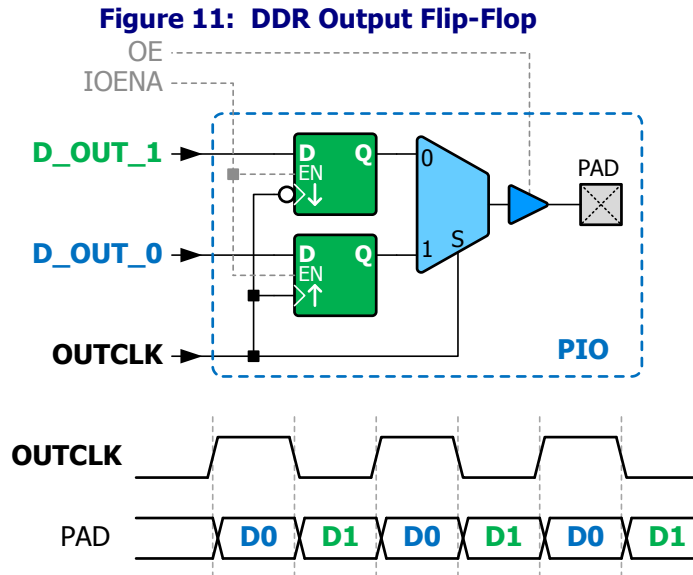 Figure 11: DDR Output Flip-Flop
OE
IOENA
D_OUT_1
D Q
EN
0
PAD
D_OUT_0
D Q
EN
1 S
OUTCLK
PIO
OUTCLK
PAD D0 D1 D0 D1 D0 D1